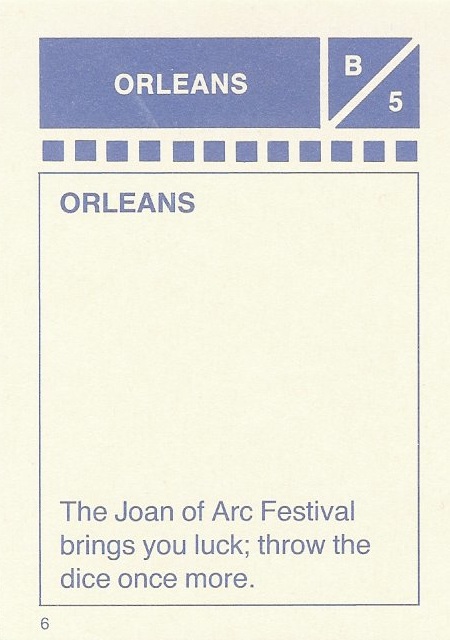 ORLEANS
B
5
ORLEANS
The Joan of Arc Festival
brings you luck; throw the
dice once more.
6